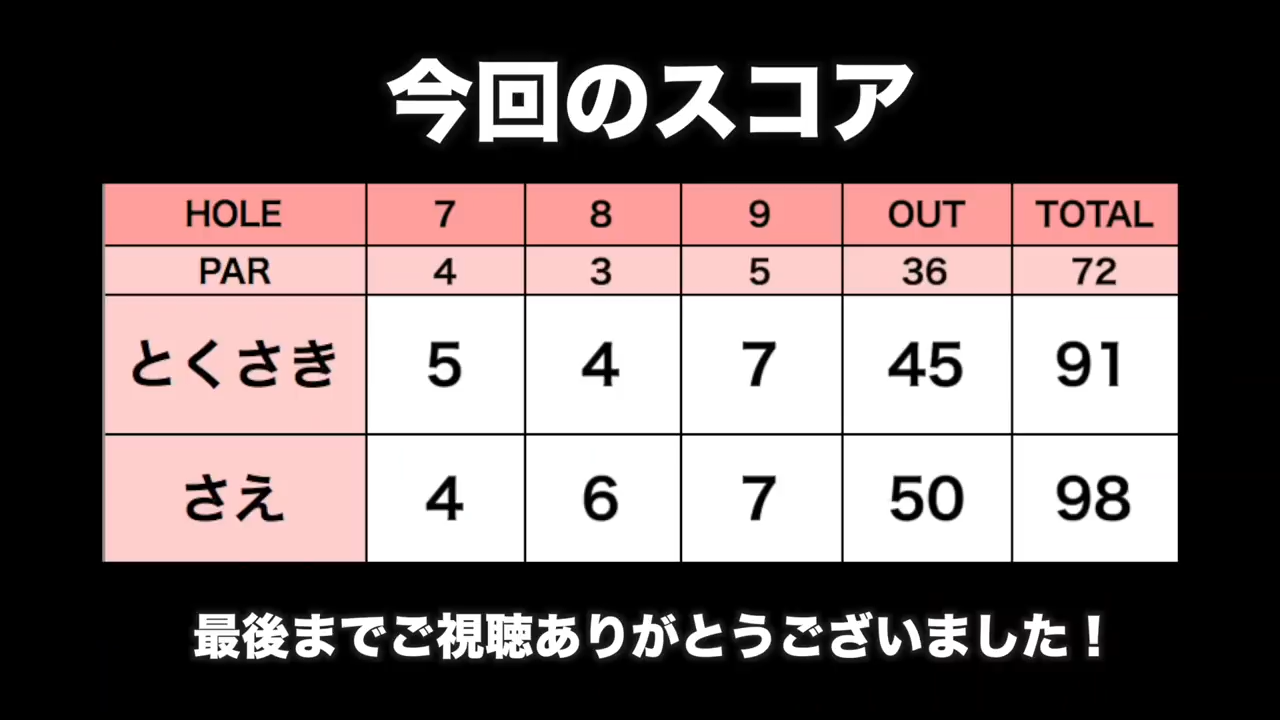 今回のスコア
HOLE 7 8 9 OUT TOTAL
PAR 4 3 5 36 72
とくさき 5 4 7 45 91
さえ 4 6 7 50 98
最後までご視聴ありがとうございました！